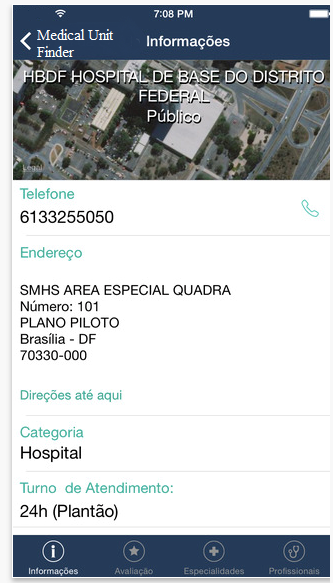 7:08 PM
Medical Unit
Finder
Informações
HBDF HOSPITAL DE BASE DO DISTRITO
FEDERAL
Público
Legal
Telefone
6133255050
Endereço
SMHS AREA ESPECIAL QUADRA
Número: 101
PLANO PILOTO
Brasília - DF
70330-000
Direções até aqui
Categoria
Hospital
Turno de Atendimento:
24h (Plantão)
Informações
Avaliação
Especialidades
Profissionais